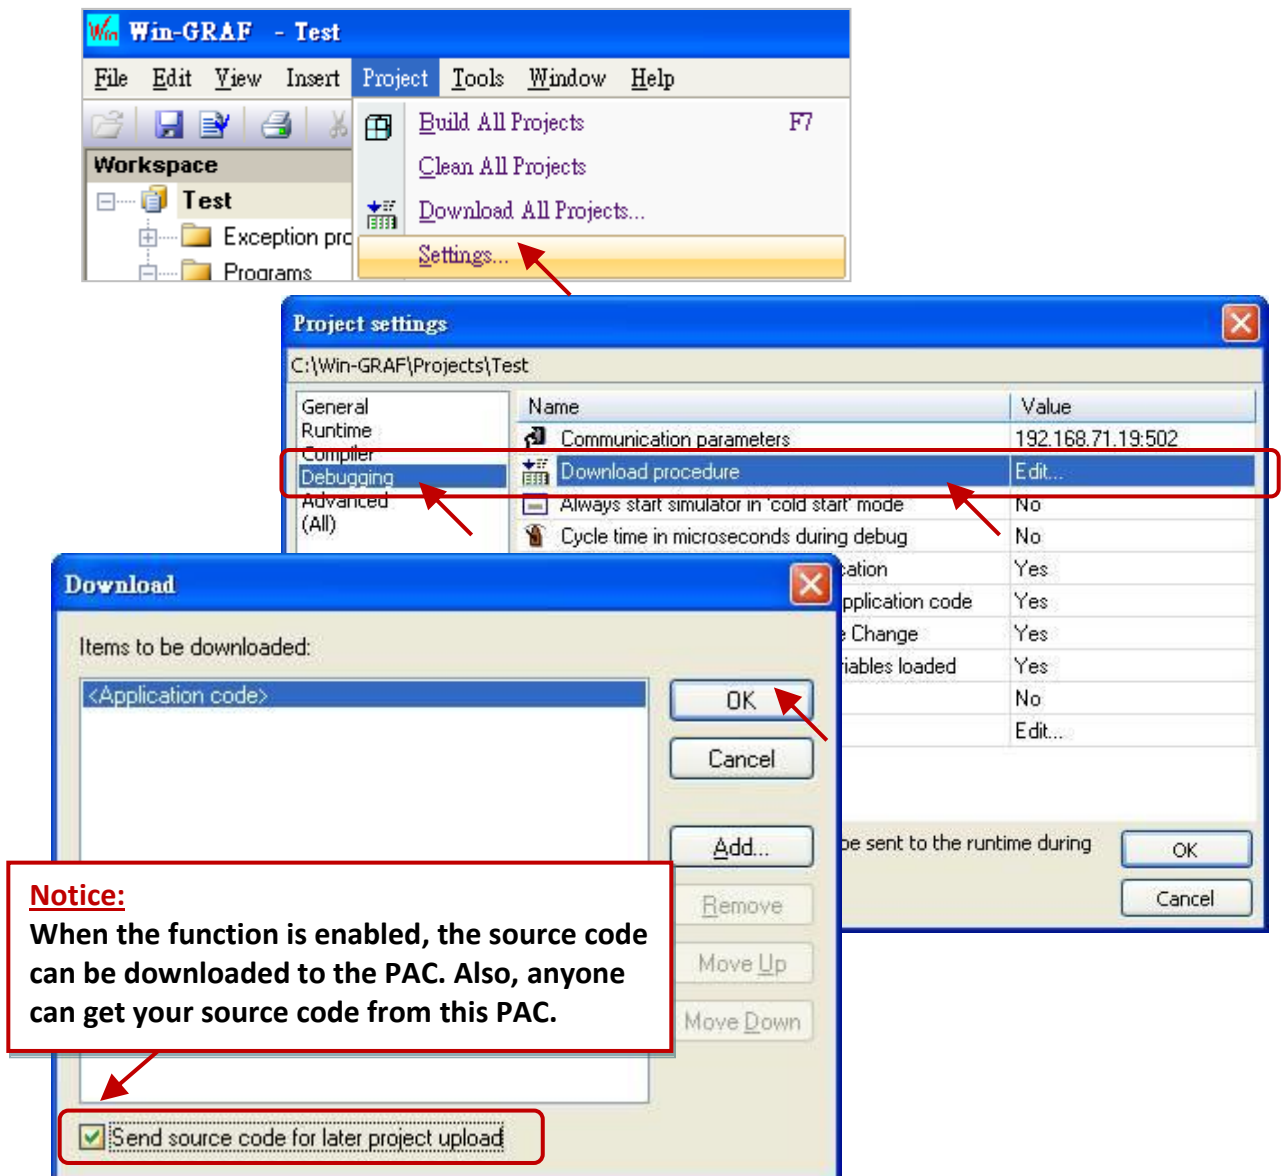 Win-GRAF - Test
File Edit View Insert Project Tools Window Help
Build All Projects F7
Workspace
Clean All Projects
Test
Download All Projects...
Exception pro
Settings...
Programs
Project settings
C:\Win-GRAF\Projects\Test
General
Runtime
Compiler
Debugging
Advanced
(All)
Name Value
Communication parameters 192.168.71.19:502
Download procedure Edit...
Always start simulator in 'cold start' mode No
Cycle time in microseconds during debug No
cation Yes
pplication code Yes
e Change Yes
riables loaded Yes
No
Edit...
be sent to the runtime during
OK
Cancel
Download
Items to be downloaded:
<Application code>
OK
Cancel
Add...
Remove
Move Up
Move Down
Notice:
When the function is enabled, the source code
can be downloaded to the PAC. Also, anyone
can get your source code from this PAC.
Send source code for later project upload